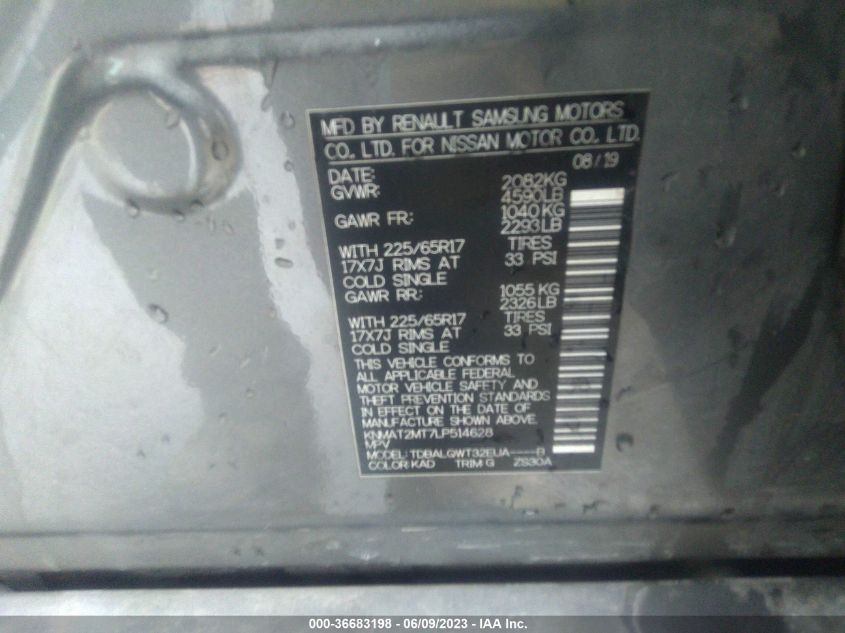 MFD BY RENAULT SAMSUNG MOTORS
CO., LTD. FOR NISSAN MOTOR CO., LTD.
DATE: 08/19
GVWR: 2082KG
4590LB
GAWR FR: 1040KG
2293LB
WITH 225/65R17 TIRES
17X7J RIMS AT 33 PSI
COLD SINGLE
GAWR RR: 1055 KG
2326LB
WITH 225/65R17 TIRES
17X7J RIMS AT 33 PSI
COLD SINGLE
THIS VEHICLE CONFORMS TO
ALL APPLICABLE FEDERAL
MOTOR VEHICLE SAFETY AND
THEFT PREVENTION STANDARDS
IN EFFECT ON THE DATE OF
MANUFACTURE SHOWN ABOVE.
KNMAT2MT7LP514628
MPV
MODEL: TDBALQWT32EUA----B
COLOR: KAD TRIM: G ZS30A
000-36683198 - 06/09/2023 - IAA Inc.